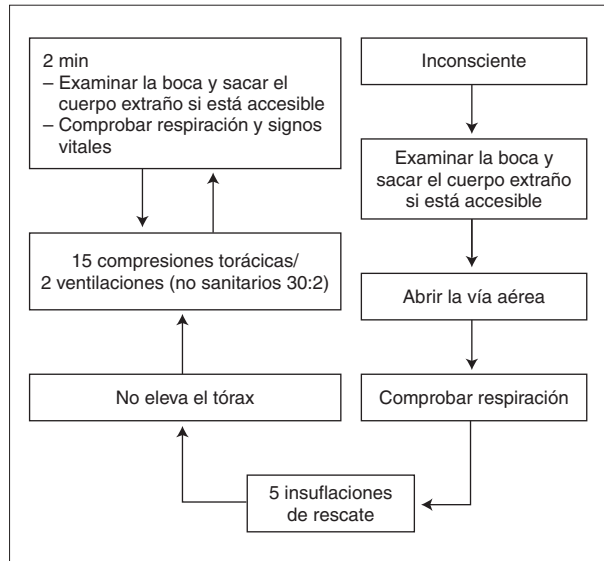 Inconsciente
Examinar la boca y
sacar el cuerpo extraño
si está accesible
Abrir la vía aérea
Comprobar respiración
5 insuflaciones
de rescate
No eleva el tórax
15 compresiones torácicas/
2 ventilaciones (no sanitarios 30:2)
2 min
– Examinar la boca y sacar el
cuerpo extraño si está accesible
– Comprobar respiración y signos
vitales